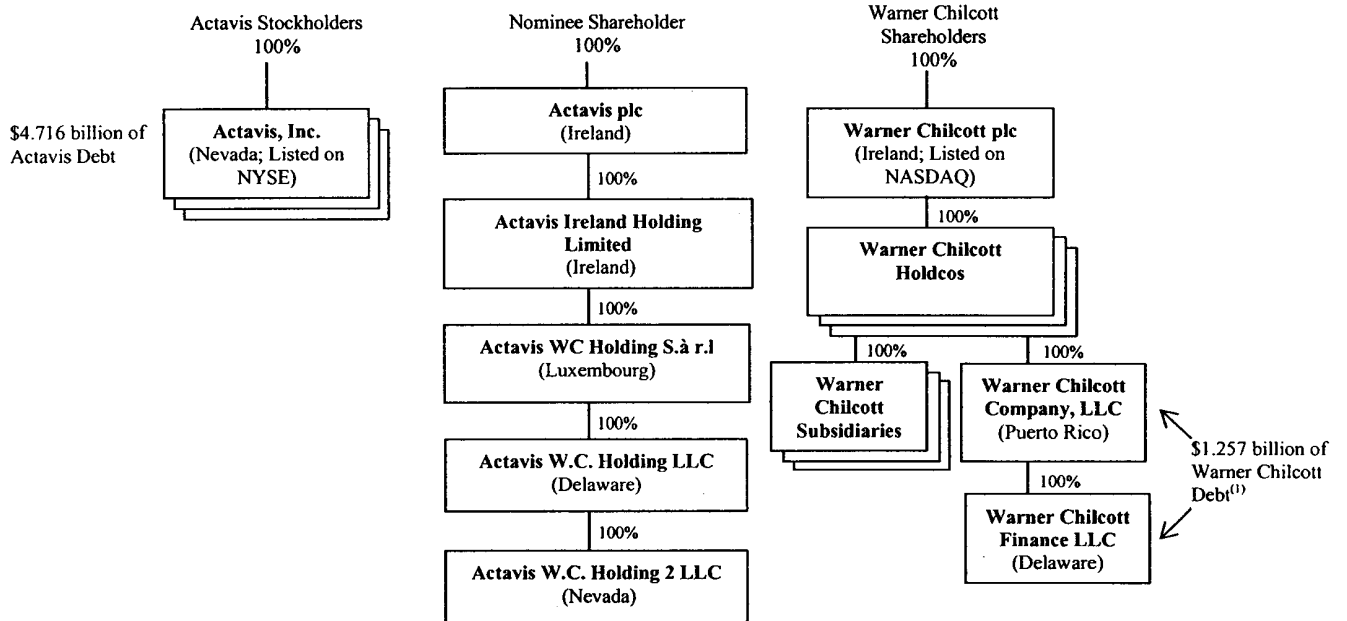 Actavis Stockholders
100%
$4.716 billion of
Actavis Debt
Actavis, Inc.
(Nevada; Listed on
NYSE)
Nominee Shareholder
100%
Actavis plc
(Ireland)
100%
Actavis Ireland Holding
Limited
(Ireland)
100%
Actavis WC Holding S.à r.l
(Luxembourg)
100%
Actavis W.C. Holding LLC
(Delaware)
100%
Actavis W.C. Holding 2 LLC
(Nevada)
Warner Chilcott
Shareholders
100%
Warner Chilcott plc
(Ireland; Listed on
NASDAQ)
100%
Warner Chilcott
Holdcos
100%
Warner
Chilcott
Subsidiaries
100%
Warner Chilcott
Company, LLC
(Puerto Rico)
100%
Warner Chilcott
Finance LLC
(Delaware)
$1.257 billion of
Warner Chilcott
Debt(1)